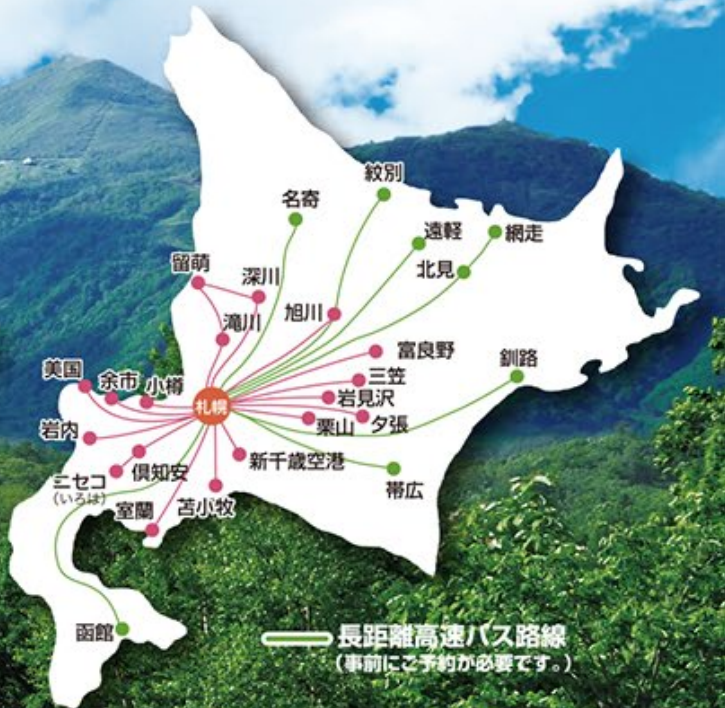 紋別
名寄
遠軽
網走
留萌
深川
北見
旭川
滝川
富良野
釧路
美国
余市
小樽
三笠
札幌
岩見沢
岩内
栗山
夕張
倶知安
新千歳空港
ニセコ
(いろは)
帯広
室蘭
苫小牧
函館
長距離高速バス路線
(事前にご予約が必要です。)